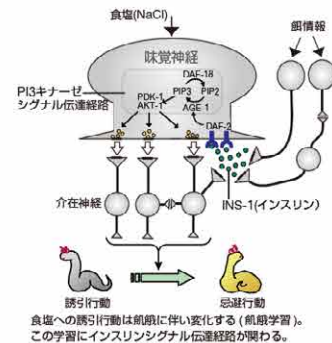 食塩(NaCl)
餌情報
味覚神経
DAF-18
PI3キナーゼ
シグナル伝達経路
PDK-1
AKT-1
PIP3
PIP2
AGE-1
DAF-2
介在神経
INS-1(インスリン)
誘引行動
忌避行動
食塩への誘引行動は飢餓に伴い変化する(飢餓学習)。
この学習にインスリンシグナル伝達経路が関わる。